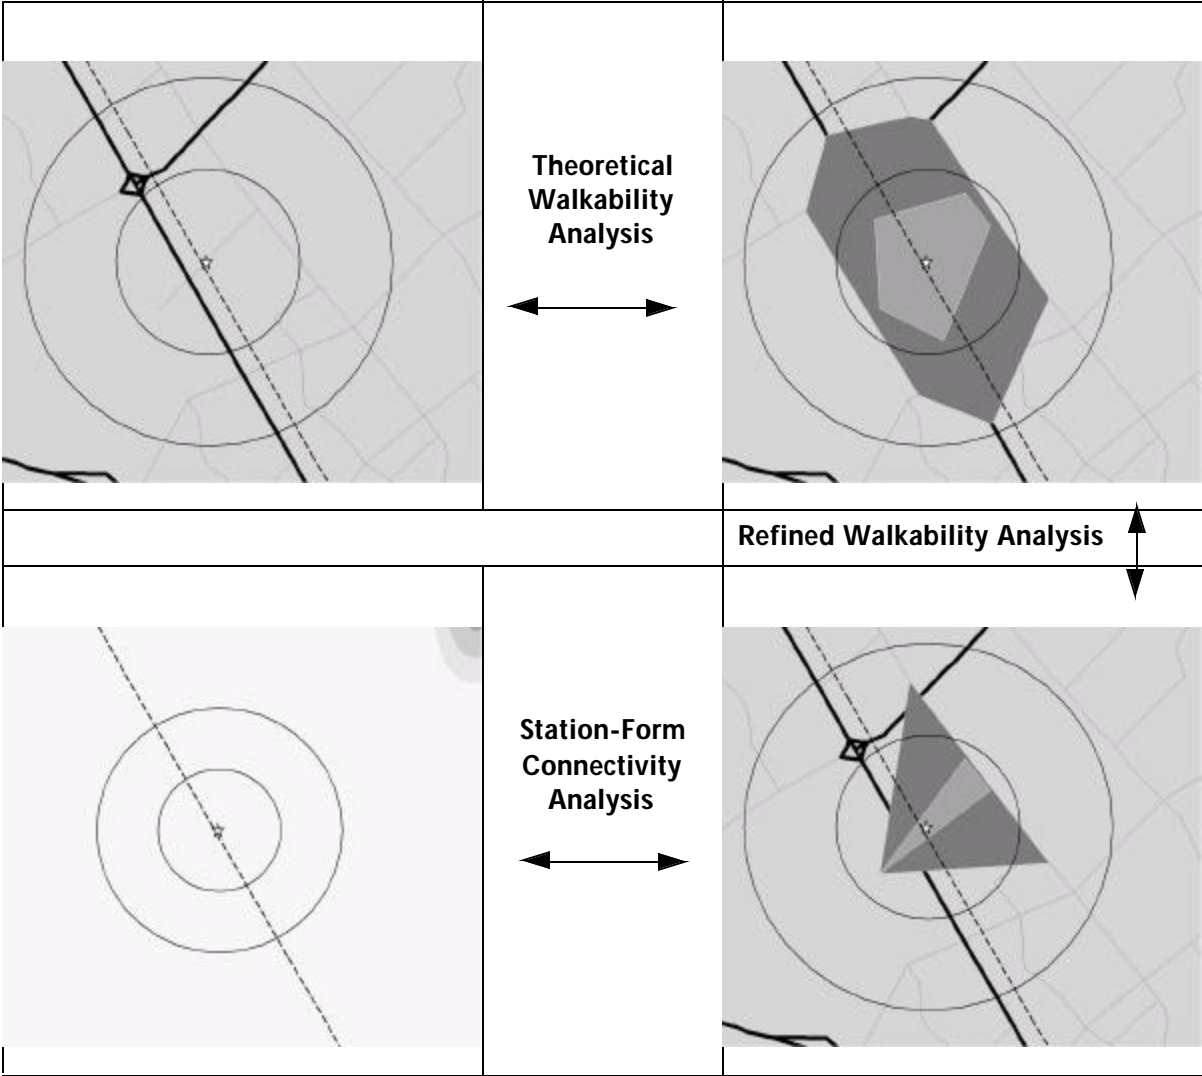 Theoretical
Walkability
Analysis
Refined Walkability Analysis
Station-Form
Connectivity
Analysis